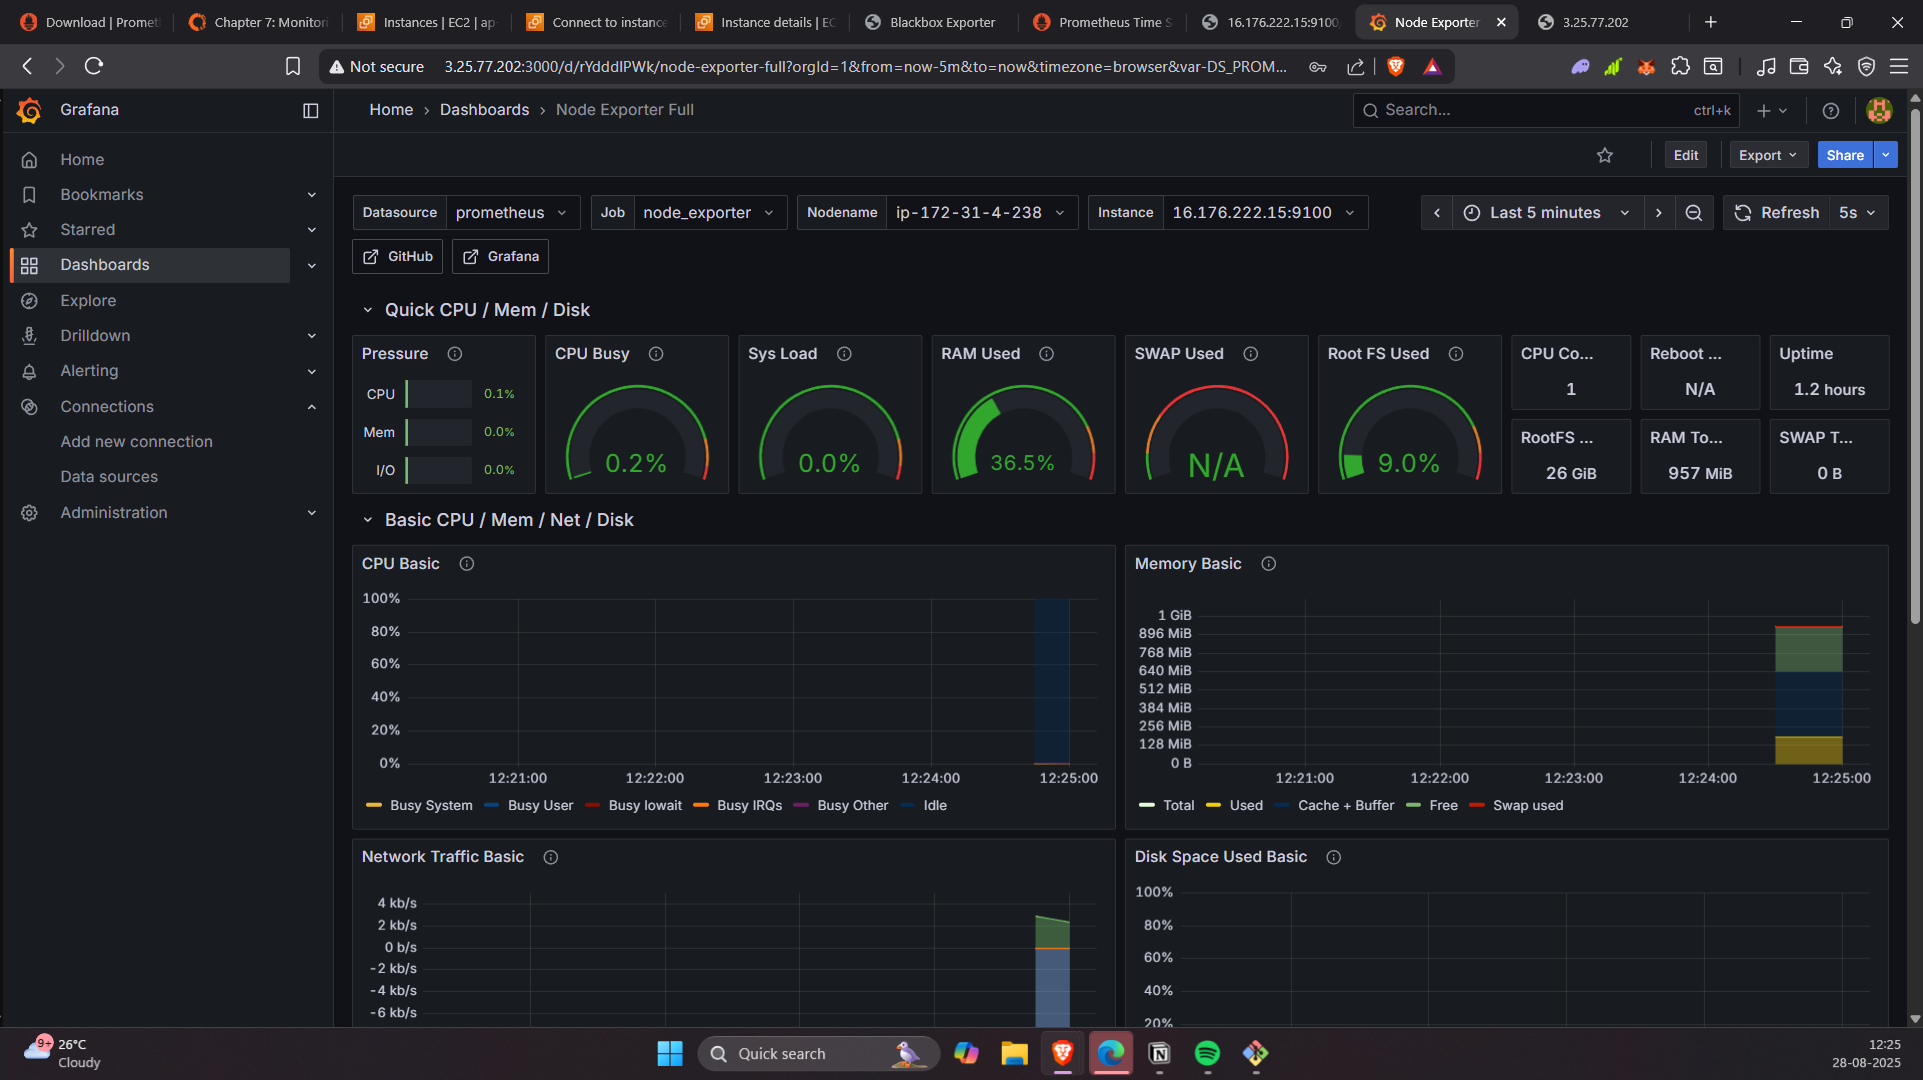 Download | Promet
Chapter 7: Monitori
Instances | EC2 | ap-
Connect to instance
Instance details | EC
Blackbox Exporter
Prometheus Time S
16.176.222.15:9100
Node Exporter
3.25.77.202
Not secure
3.25.77.202:3000/d/rYdddlPWk/node-exporter-full?orgId=1&from=now-5m&to=now&timezone=browser&var-DS_PROM...
Grafana
Home › Dashboards › Node Exporter Full
Search... ctrl+k
Edit
Export
Share
Home
Bookmarks
Starred
Dashboards
Explore
Drilldown
Alerting
Connections
Add new connection
Data sources
Administration
Datasource prometheus
Job node_exporter
Nodename ip-172-31-4-238
Instance 16.176.222.15:9100
Last 5 minutes
Refresh 5s
GitHub
Grafana
Quick CPU / Mem / Disk
Pressure
CPU 0.1%
Mem 0.0%
I/O 0.0%
CPU Busy
0.2%
Sys Load
0.0%
RAM Used
36.5%
SWAP Used
N/A
Root FS Used
9.0%
CPU Co...
1
Reboot ...
N/A
Uptime
1.2 hours
RootFS ...
26 GiB
RAM To...
957 MiB
SWAP T...
0 B
Basic CPU / Mem / Net / Disk
CPU Basic
100%
80%
60%
40%
20%
0%
12:21:00 12:22:00 12:23:00 12:24:00 12:25:00
Busy System Busy User Busy Iowait Busy IRQs Busy Other Idle
Memory Basic
1 GiB
896 MiB
768 MiB
640 MiB
512 MiB
384 MiB
256 MiB
128 MiB
0 B
12:21:00 12:22:00 12:23:00 12:24:00 12:25:00
Total Used Cache + Buffer Free Swap used
Network Traffic Basic
4 kb/s
2 kb/s
0 b/s
-2 kb/s
-4 kb/s
-6 kb/s
Disk Space Used Basic
100%
80%
60%
40%
20%
9+
26°C
Cloudy
Quick search
12:25
28-08-2025